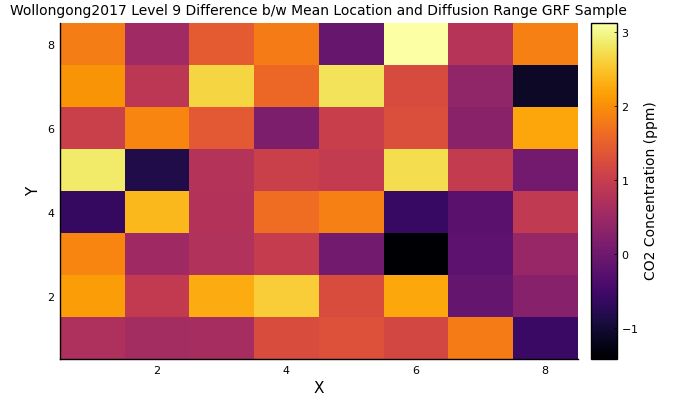 Wollongong2017 Level 9 Difference b/w Mean Location and Diffusion Range GRF Sample
8
6
4
2
Y
2 4 6 8
X
3
2
1
0
−1
CO2 Concentration (ppm)